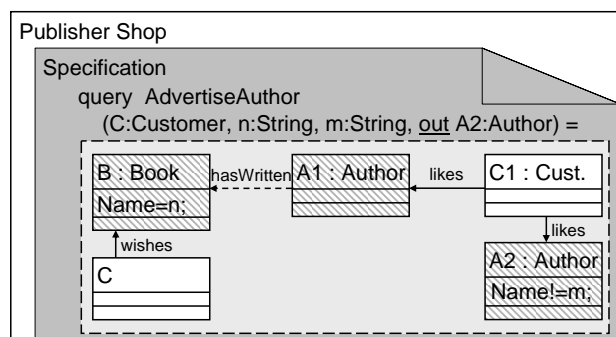 Publisher Shop
Specification
query AdvertiseAuthor
(C:Customer, n:String, m:String, out A2:Author) =
B : Book
Name=n;
hasWritten
A1 : Author
likes
C1 : Cust.
wishes
likes
C
A2 : Author
Name!=m;